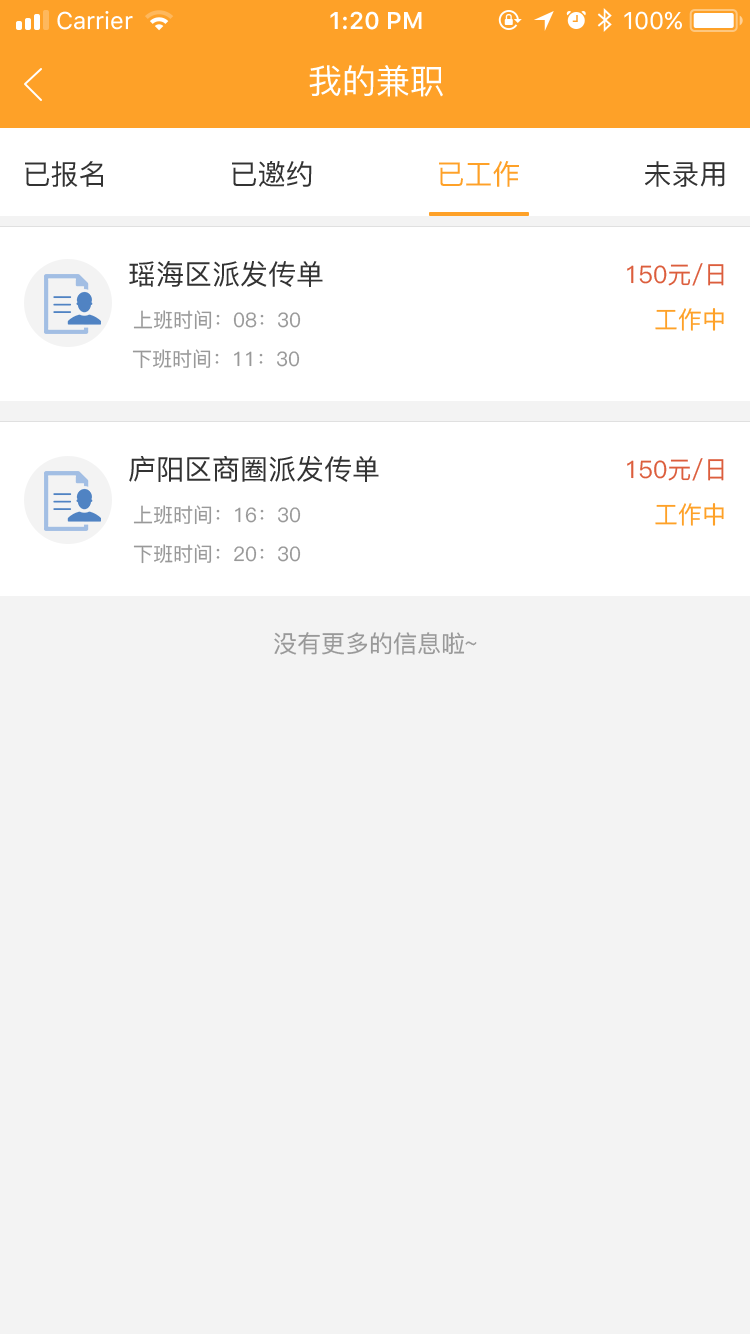 Carrier 1:20 PM 100%
我的兼职
已报名 已邀约 已工作 未录用
瑶海区派发传单 150元/日
上班时间：08：30 工作中
下班时间：11：30
庐阳区商圈派发传单 150元/日
上班时间：16：30 工作中
下班时间：20：30
没有更多的信息啦~